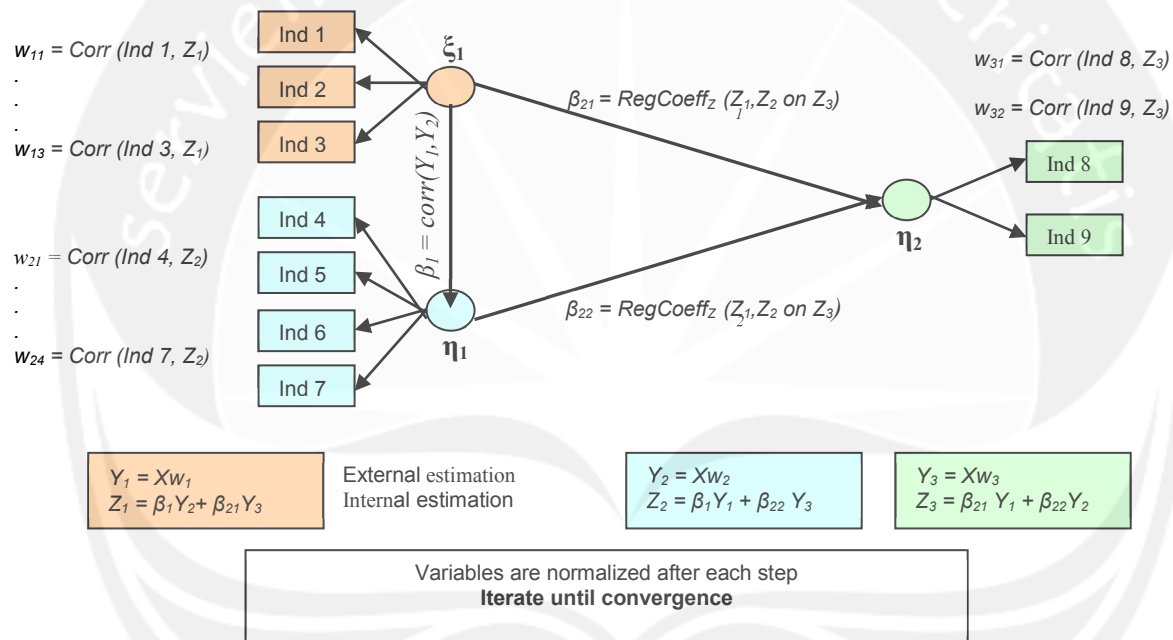 servien
eritatis
w11 = Corr (Ind 1, Z1)
.
.
.
w13 = Corr (Ind 3, Z1)
w21 = Corr (Ind 4, Z2)
.
.
.
w24 = Corr (Ind 7, Z2)
Ind 1
Ind 2
Ind 3
Ind 4
Ind 5
Ind 6
Ind 7
ξ1
β1 = corr(Y1,Y2)
η1
β21 = RegCoeffZ (Z1,Z2 on Z3)
1
β22 = RegCoeffZ (Z1,Z2 on Z3)
2
η2
w31 = Corr (Ind 8, Z3)
w32 = Corr (Ind 9, Z3)
Ind 8
Ind 9
Y1 = Xw1
Z1 = β1Y2+ β21Y3
External estimation
Internal estimation
Y2 = Xw2
Z2 = β1Y1 + β22 Y3
Y3 = Xw3
Z3 = β21 Y1 + β22Y2
Variables are normalized after each step
Iterate until convergence